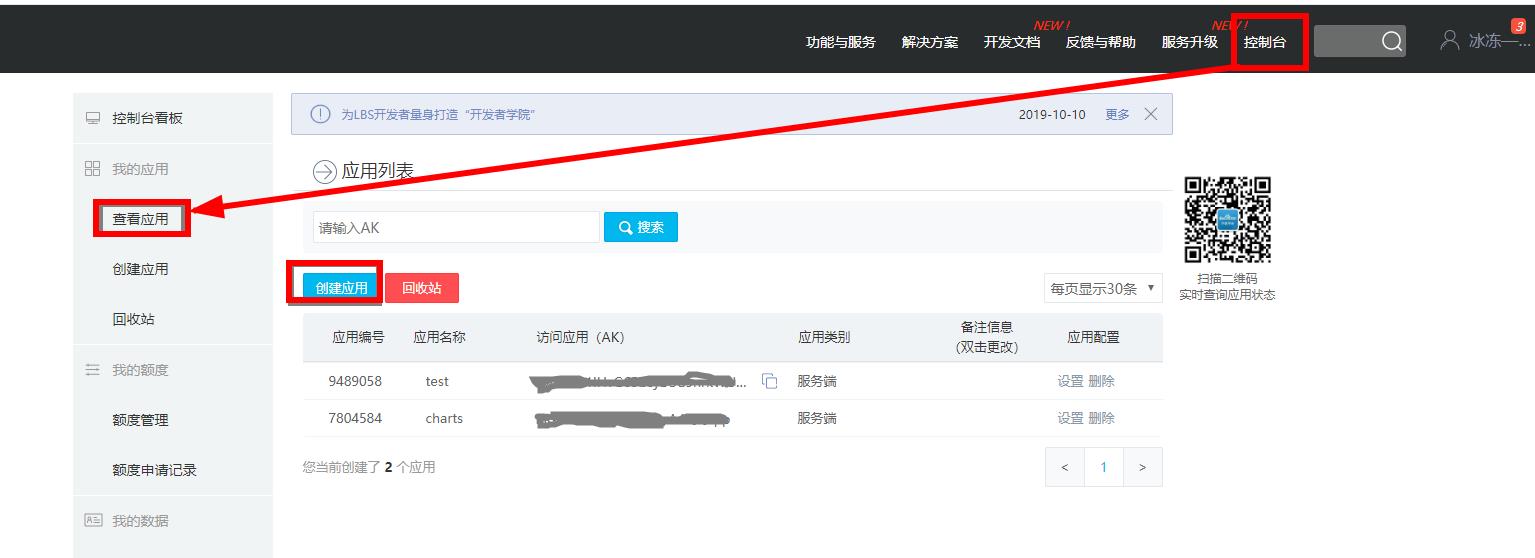 NEW !
NEW !
功能与服务 解决方案 开发文档 反馈与帮助 服务升级 控制台
3
冰冻一...
控制台看板
我的应用
查看应用
创建应用
回收站
我的额度
额度管理
额度申请记录
我的数据
为LBS开发者量身打造“开发者学院” 2019-10-10 更多
应用列表
请输入AK 搜索
创建应用 回收站 每页显示30条
应用编号 应用名称 访问应用（AK） 应用类别 备注信息 应用配置
(双击更改)
9489058 test ... 服务端 设置 删除
7804584 charts 服务端 设置 删除
您当前创建了 2 个应用
< 1 >
扫描二维码
实时查询应用状态